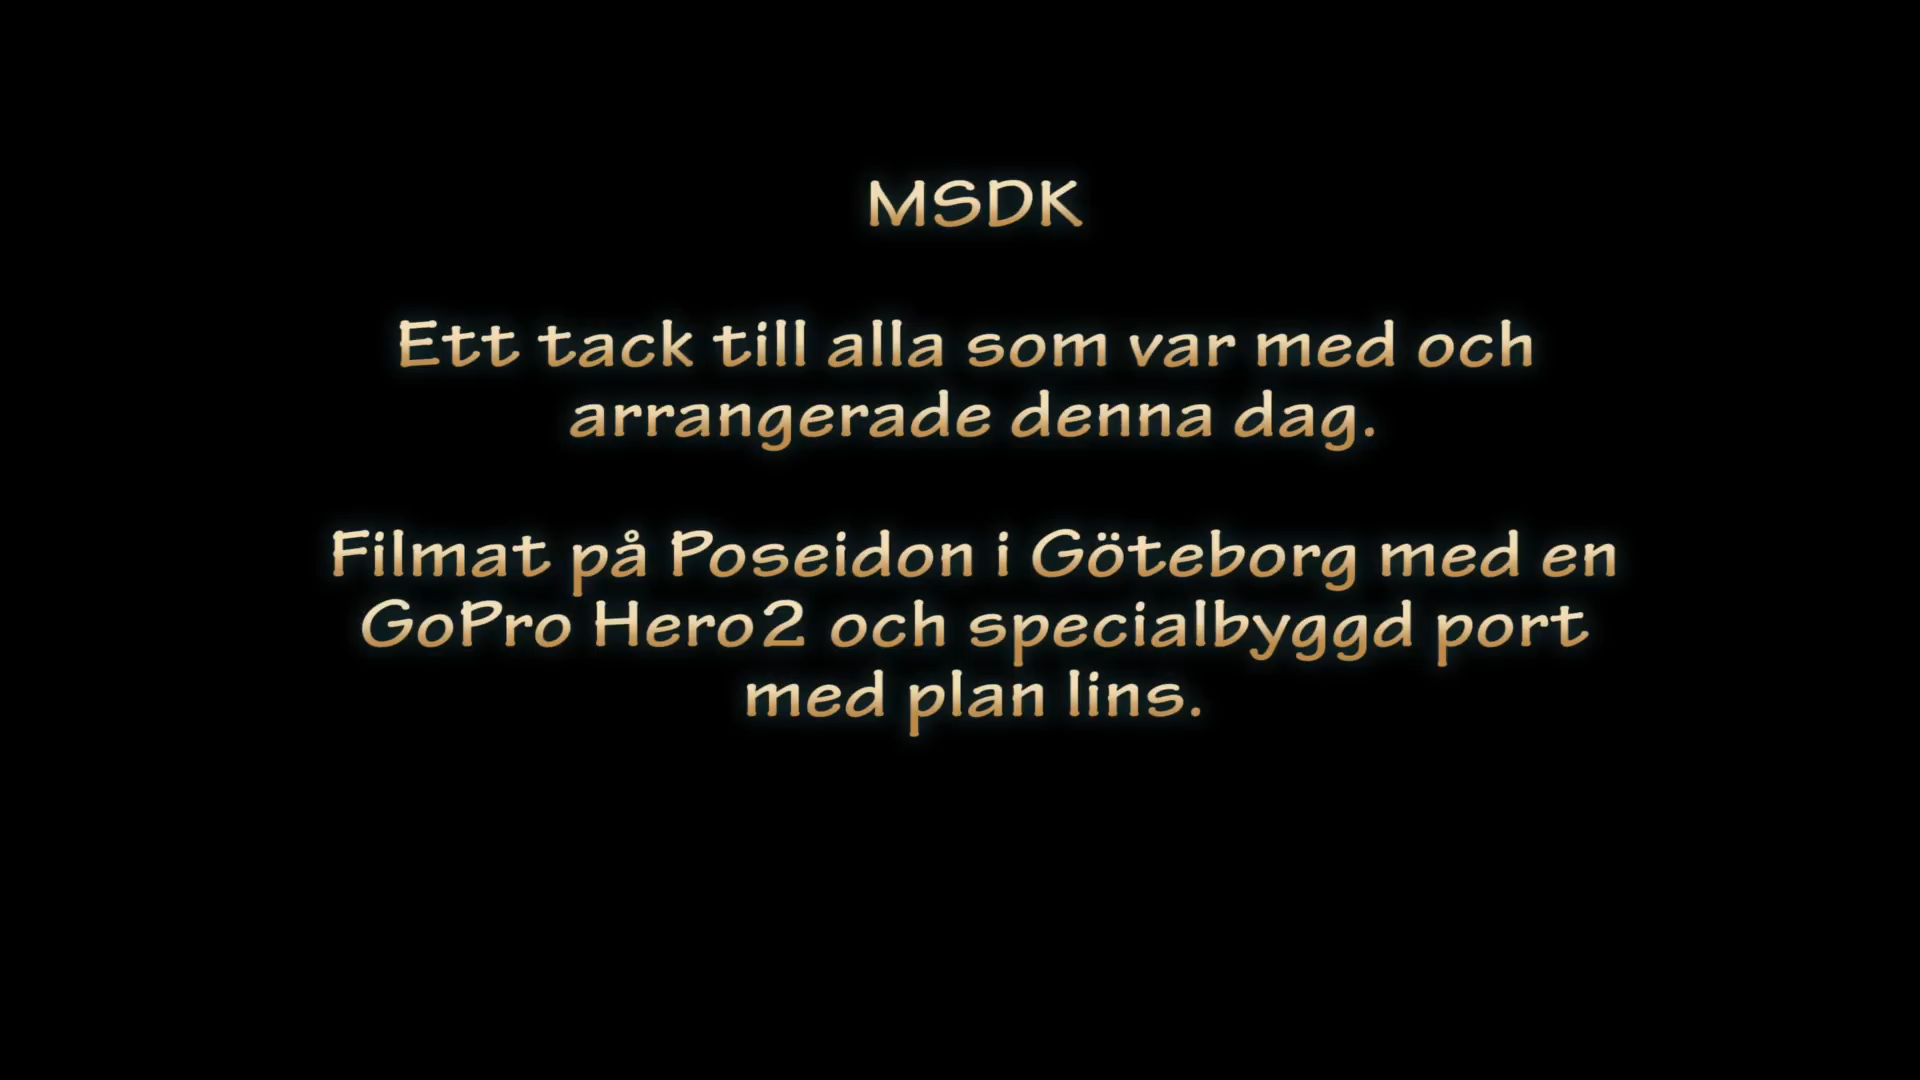 MSDK
Ett tack till alla som var med och
arrangerade denna dag.
Filmat på Poseidon i Göteborg med en
GoPro Hero2 och specialbyggd port
med plan lins.